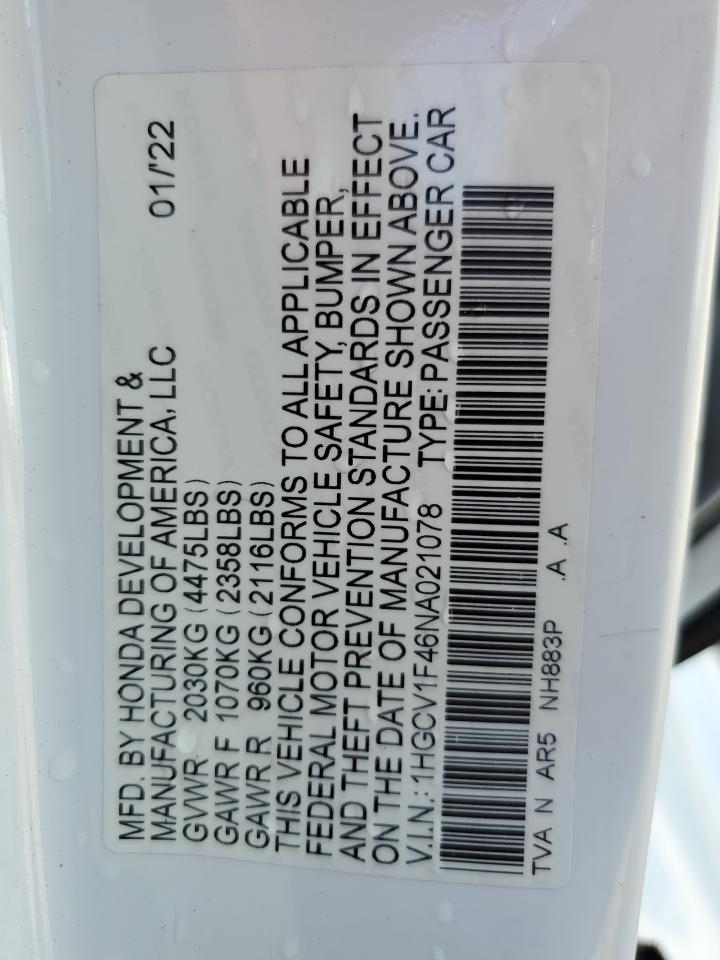 MFD. BY HONDA DEVELOPMENT &
MANUFACTURING OF AMERICA, LLC 01/'22
GVWR 2030KG (4475LBS)
GAWR F 1070KG (2358LBS)
GAWR R 960KG (2116LBS)
THIS VEHICLE CONFORMS TO ALL APPLICABLE
FEDERAL MOTOR VEHICLE SAFETY, BUMPER,
AND THEFT PREVENTION STANDARDS IN EFFECT
ON THE DATE OF MANUFACTURE SHOWN ABOVE.
V.I.N.: 1HGCV1F46NA021078 TYPE: PASSENGER CAR
TVA N AR5 NH883P .A .A